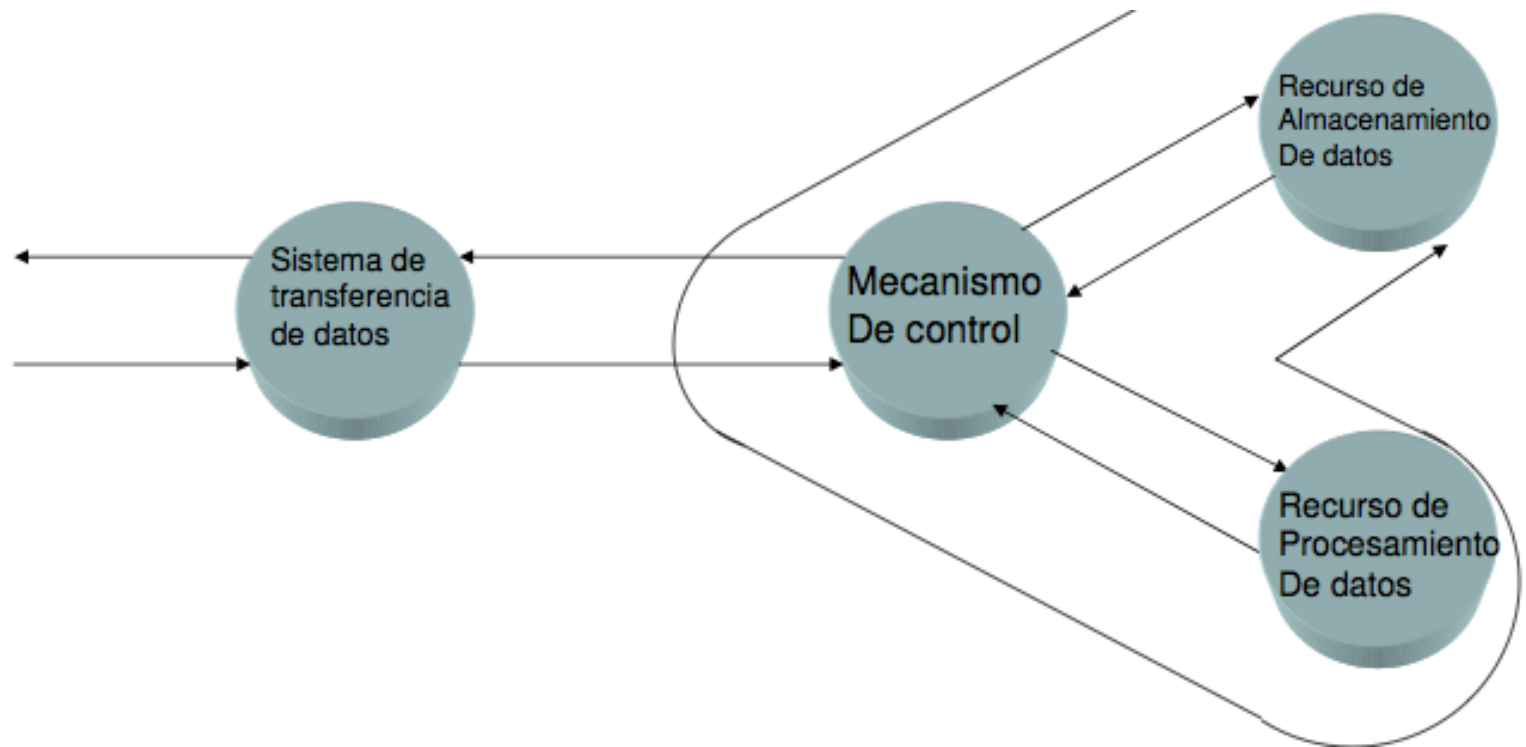 Sistema de
transferencia
de datos
Mecanismo
De control
Recurso de
Almacenamiento
De datos
Recurso de
Procesamiento
De datos